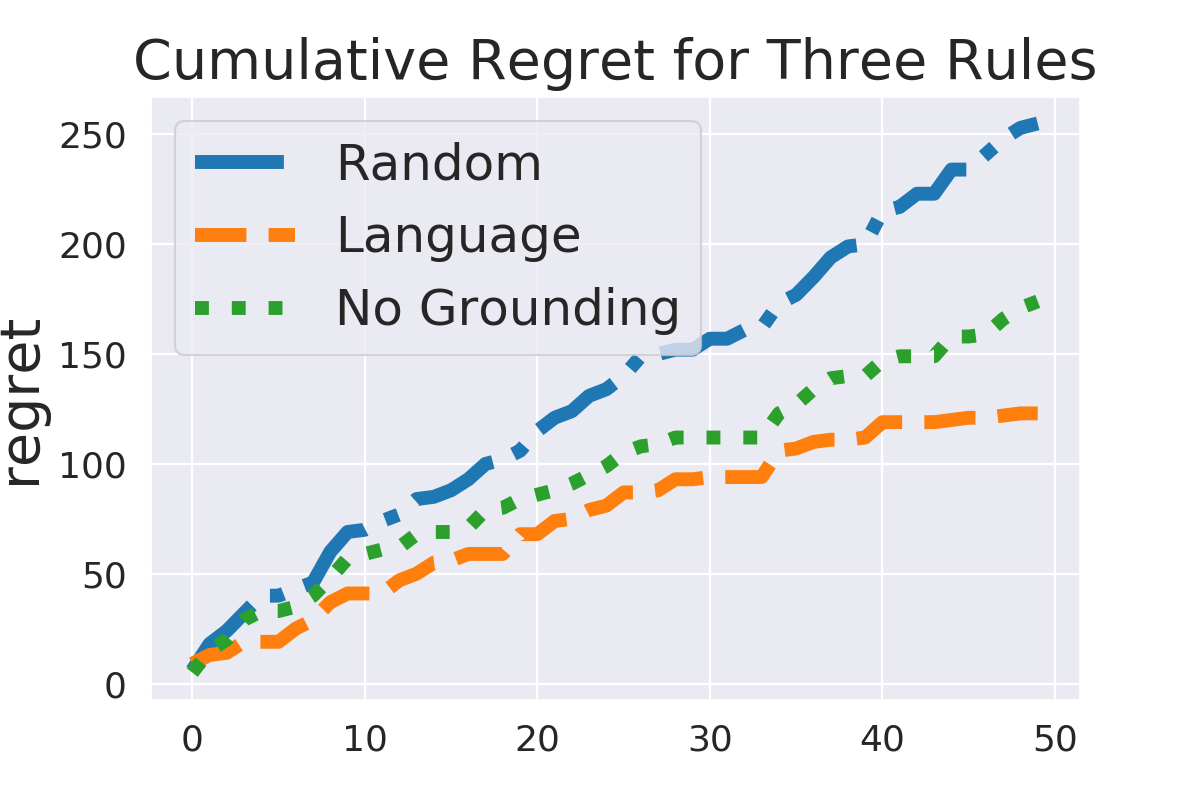 Cumulative Regret for Three Rules
Random
Language
No Grounding
regret
250
200
150
100
50
0
0 10 20 30 40 50